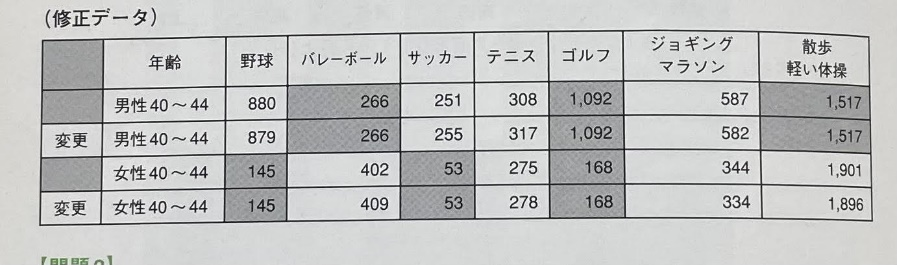 （修正データ）
年齢 野球 バレーボール サッカー テニス ゴルフ ジョギング マラソン 散歩 軽い体操
男性40～44 880 266 251 308 1,092 587 1,517
変更 男性40～44 879 266 255 317 1,092 582 1,517
女性40～44 145 402 53 275 168 344 1,901
変更 女性40～44 145 409 53 278 168 334 1,896